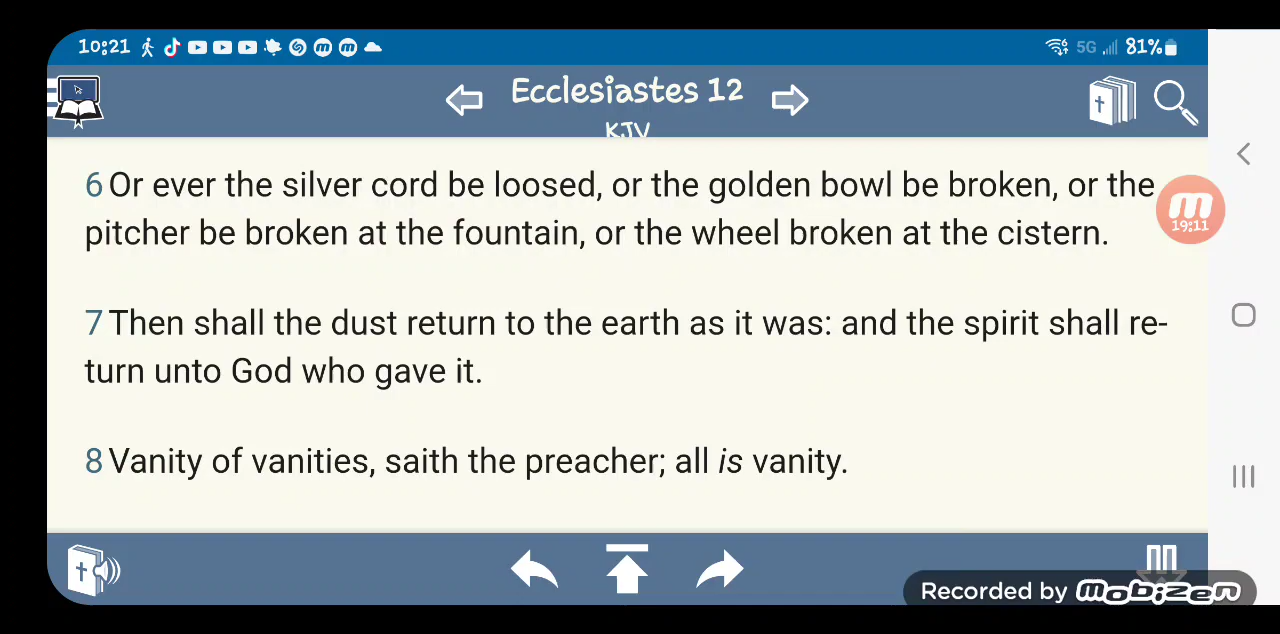 10:21 5G 81%
Ecclesiastes 12
KJV
6 Or ever the silver cord be loosed, or the golden bowl be broken, or the
pitcher be broken at the fountain, or the wheel broken at the cistern.
19:11
7 Then shall the dust return to the earth as it was: and the spirit shall re-
turn unto God who gave it.
8 Vanity of vanities, saith the preacher; all is vanity.
Recorded by mobizen